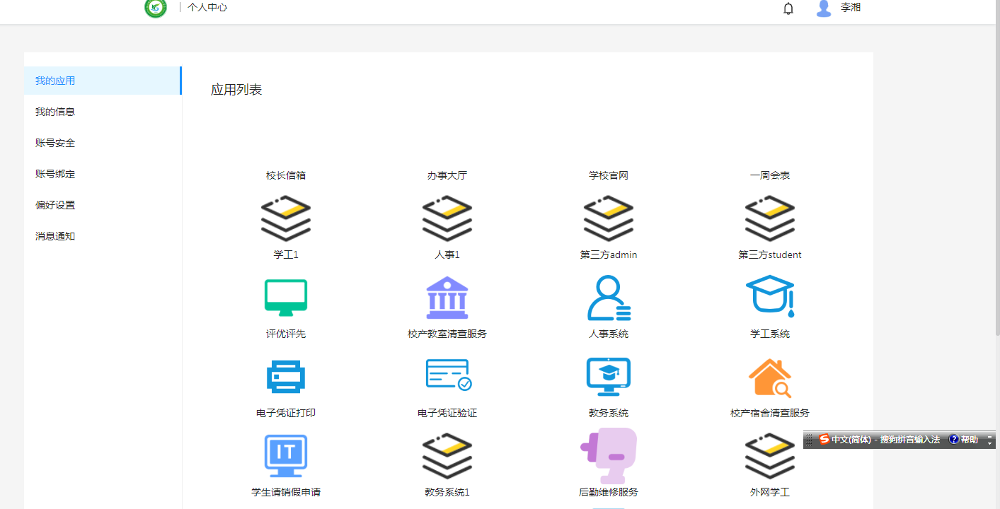 个人中心
李湘
我的应用
我的信息
账号安全
账号绑定
偏好设置
消息通知
应用列表
校长信箱 办事大厅 学校官网 一周会表
学工1 人事1 第三方admin 第三方student
评优评先 校产教室清查服务 人事系统 学工系统
电子凭证打印 电子凭证验证 教务系统 校产宿舍清查服务
IT
学生请销假申请 教务系统1 后勤维修服务 外网学工
S 中文(简体) - 搜狗拼音输入法 ? 帮助